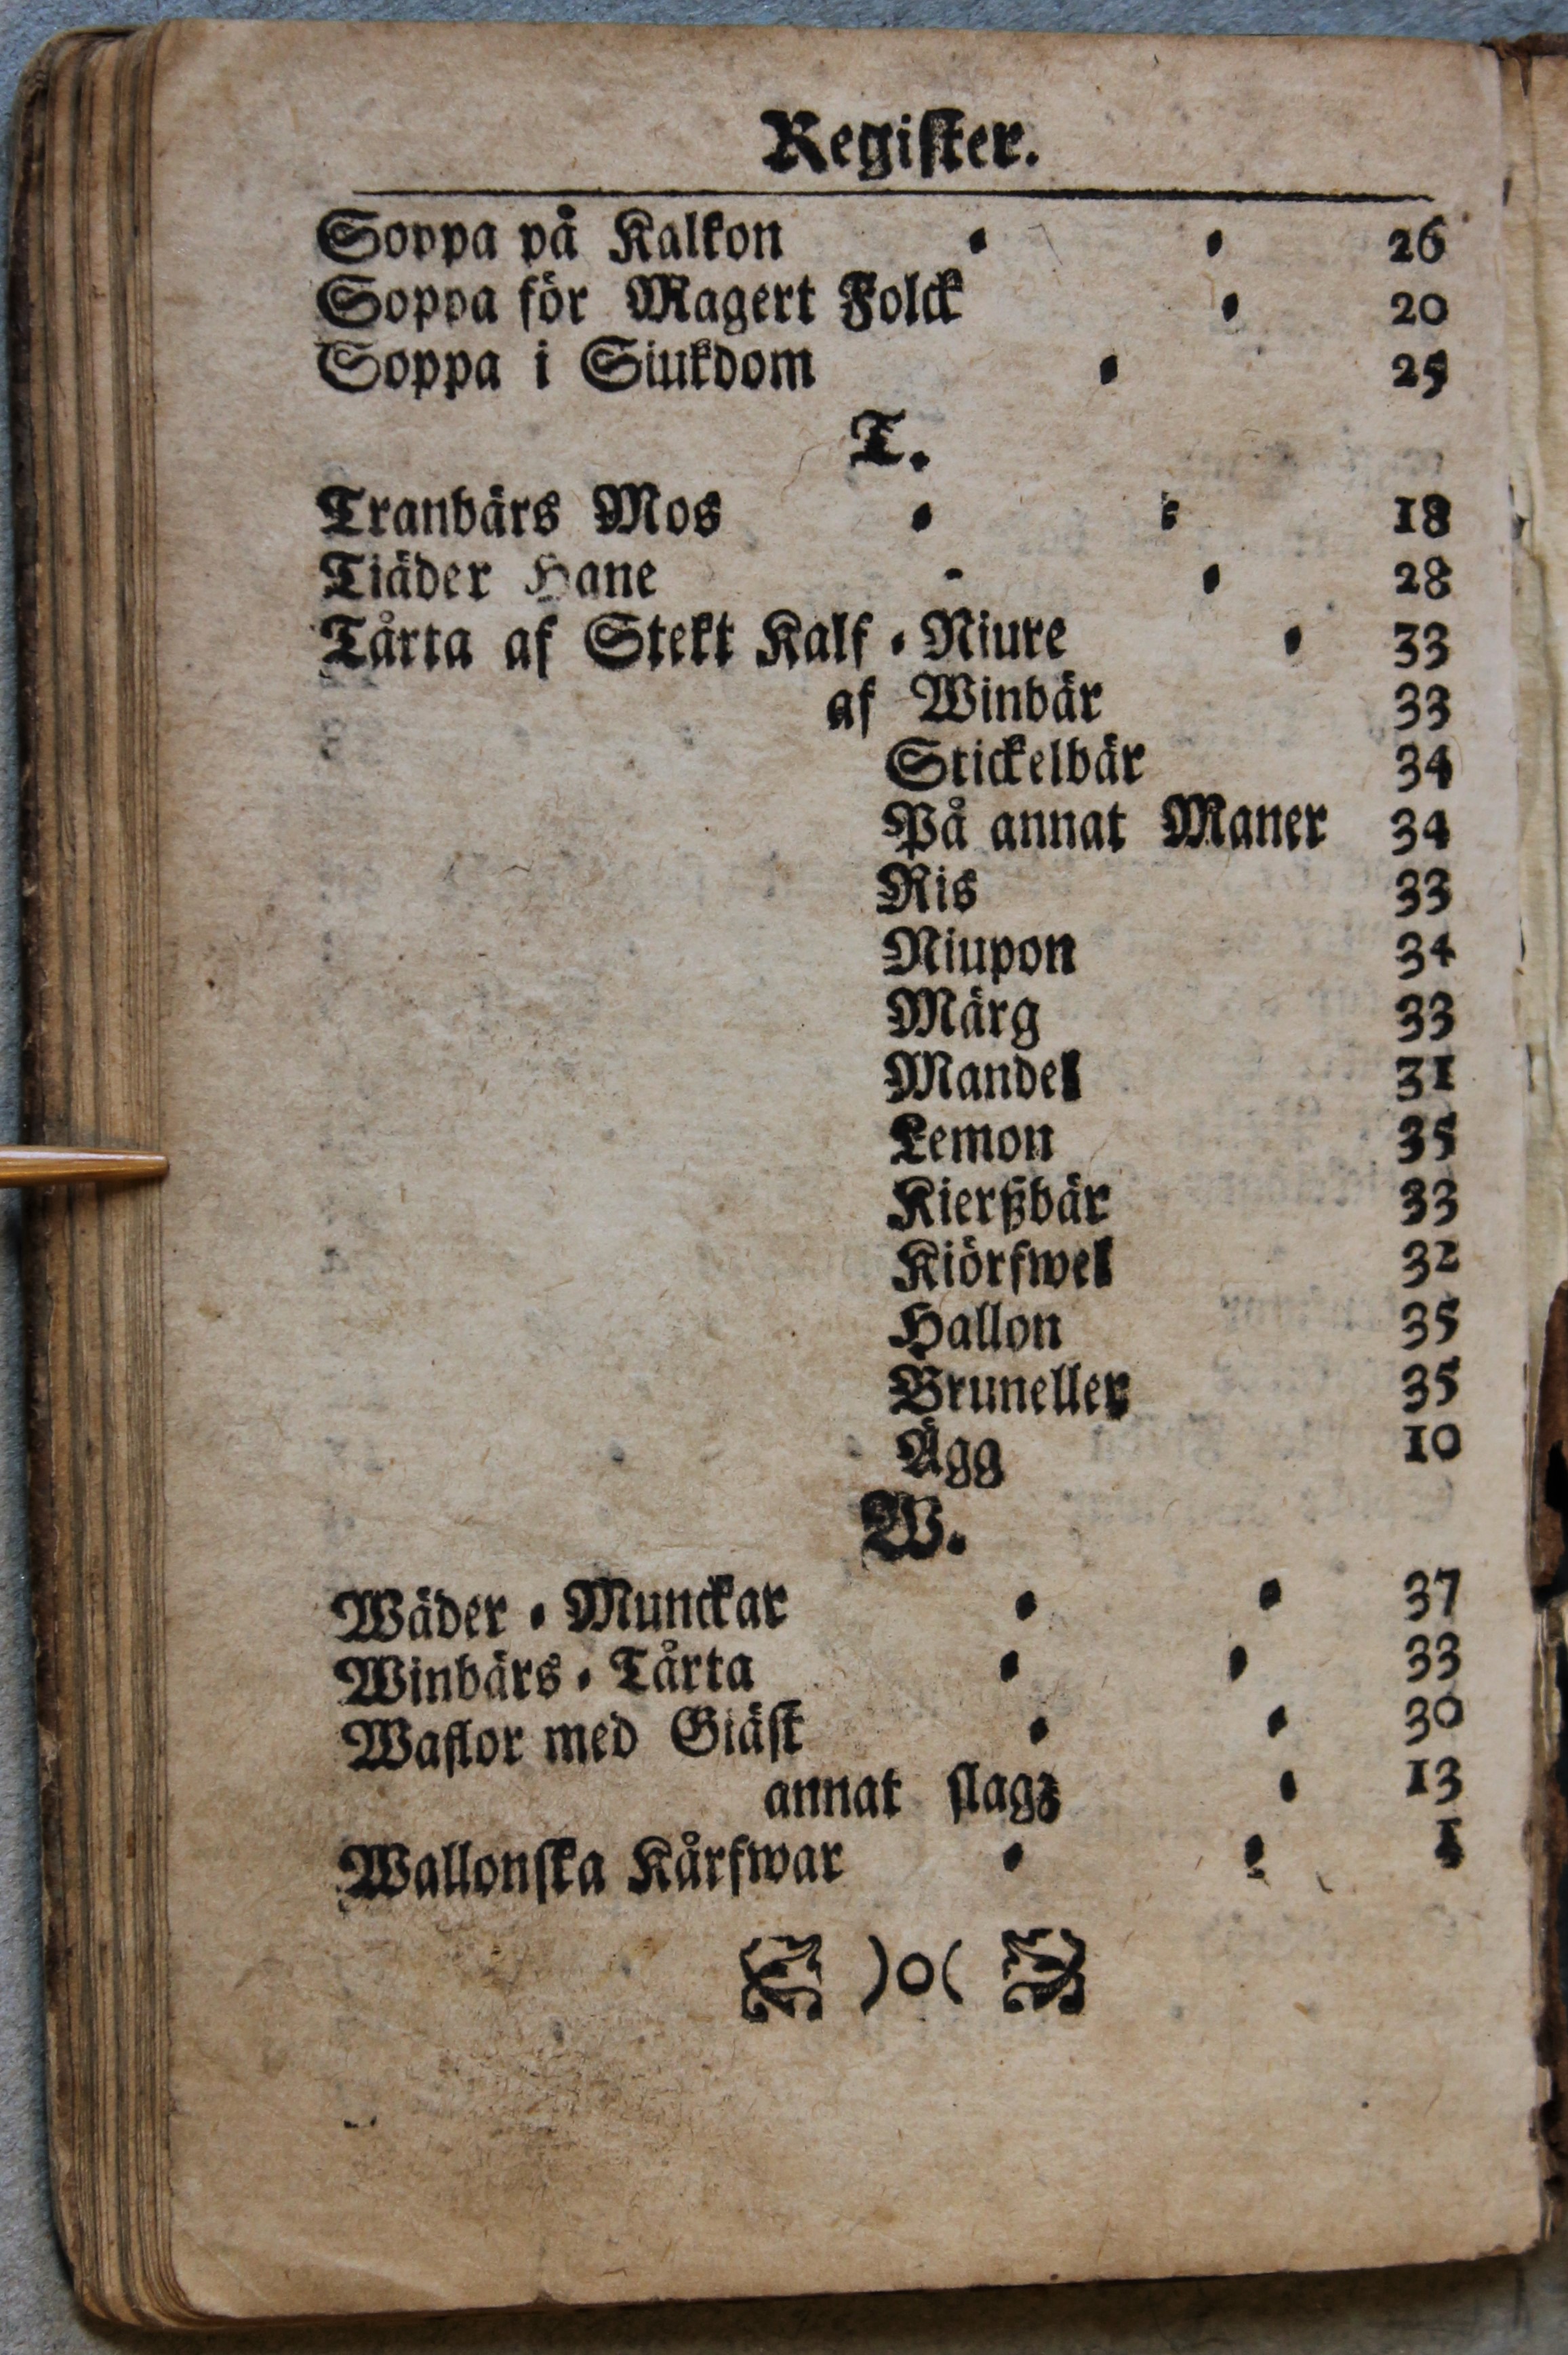 Register.
Soppa på Kalkon 26
Soppa för Magert Folck 20
Soppa i Siukdom 25
T.
Tranbärs Mos 18
Tiäder Hane 28
Tårta af Stekt Kalf-Niure 33
af Winbär 33
Stickelbär 34
På annat Maner 34
Ris 33
Niupon 34
Märg 33
Mandel 31
Lemon 35
Kierßbär 33
Kiörfwel 32
Hallon 35
Bruneller 35
Ägg 10
W.
Wäder-Munckar 37
Winbärs-Tårta 33
Waflor med Giäst 30
annat slagz 13
Wallonska Kårfwar 1
)o(